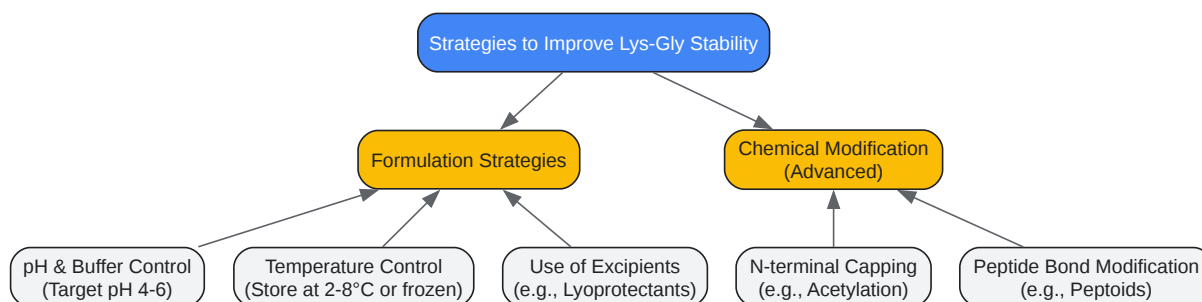 Strategies to Improve Lys-Gly Stability
Formulation Strategies
Chemical Modification
(Advanced)
pH & Buffer Control
(Target pH 4-6)
Temperature Control
(Store at 2-8°C or frozen)
Use of Excipients
(e.g., Lyoprotectants)
N-terminal Capping
(e.g., Acetylation)
Peptide Bond Modification
(e.g., Peptoids)